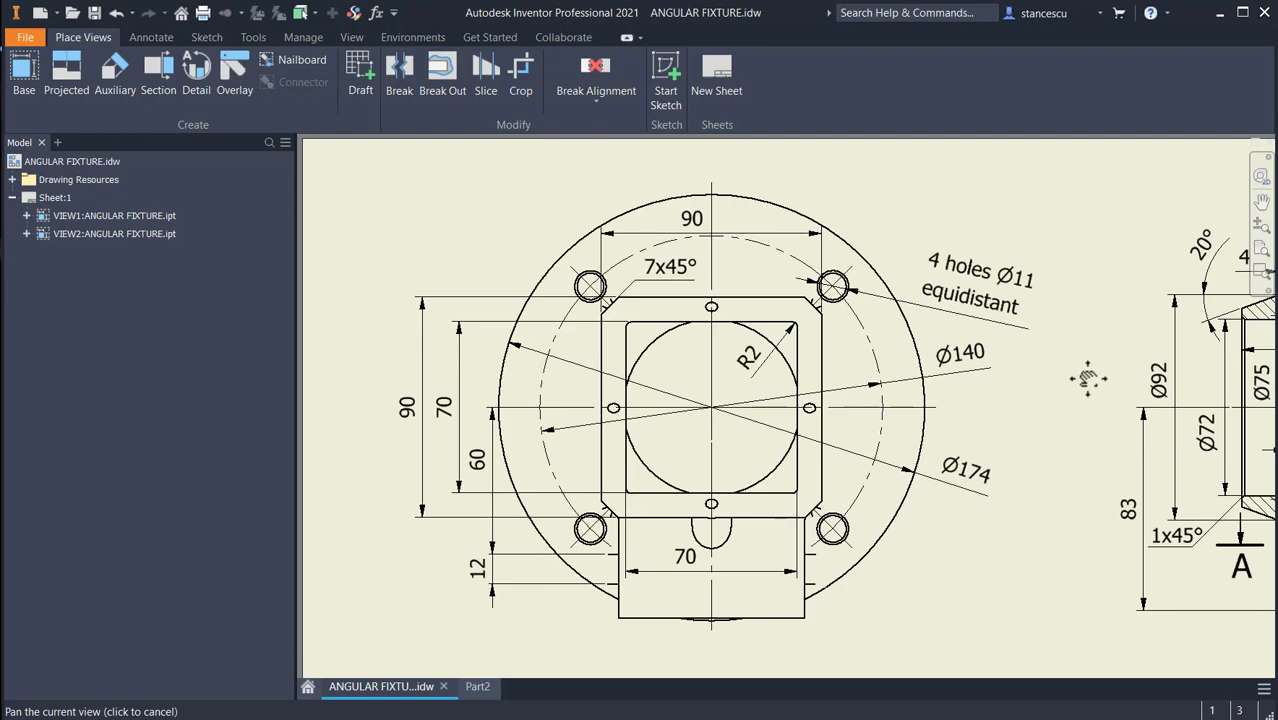 Autodesk Inventor Professional 2021 ANGULAR FIXTURE.idw
Search Help & Commands...
stancescu
File Place Views Annotate Sketch Tools Manage View Environments Get Started Collaborate
Base Projected Auxiliary Section Detail Overlay
Nailboard
Connector
Draft
Break Break Out Slice Crop
Break Alignment
Start Sketch
New Sheet
Create Modify Sketch Sheets
Model
ANGULAR FIXTURE.idw
Drawing Resources
Sheet:1
VIEW1:ANGULAR FIXTURE.ipt
VIEW2:ANGULAR FIXTURE.ipt
90
7x45°
4 holes Ø11
equidistant
R2
Ø140
Ø174
90
70
60
12
70
20°
4
Ø92
Ø75
Ø72
83
1x45°
A
ANGULAR FIXTU...idw
Part2
Pan the current view (click to cancel)
1 3